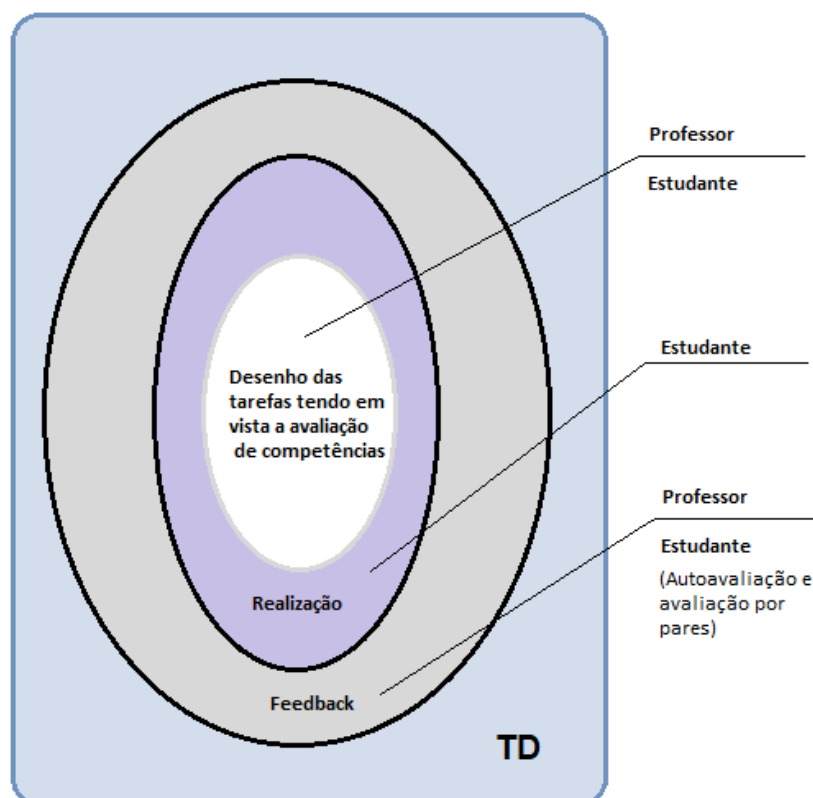 Professor
Estudante
Estudante
Desenho das
tarefas tendo em
vista a avaliação
de competências
Professor
Estudante
(Autoavaliação e
avaliação por
pares)
Realização
Feedback
TD